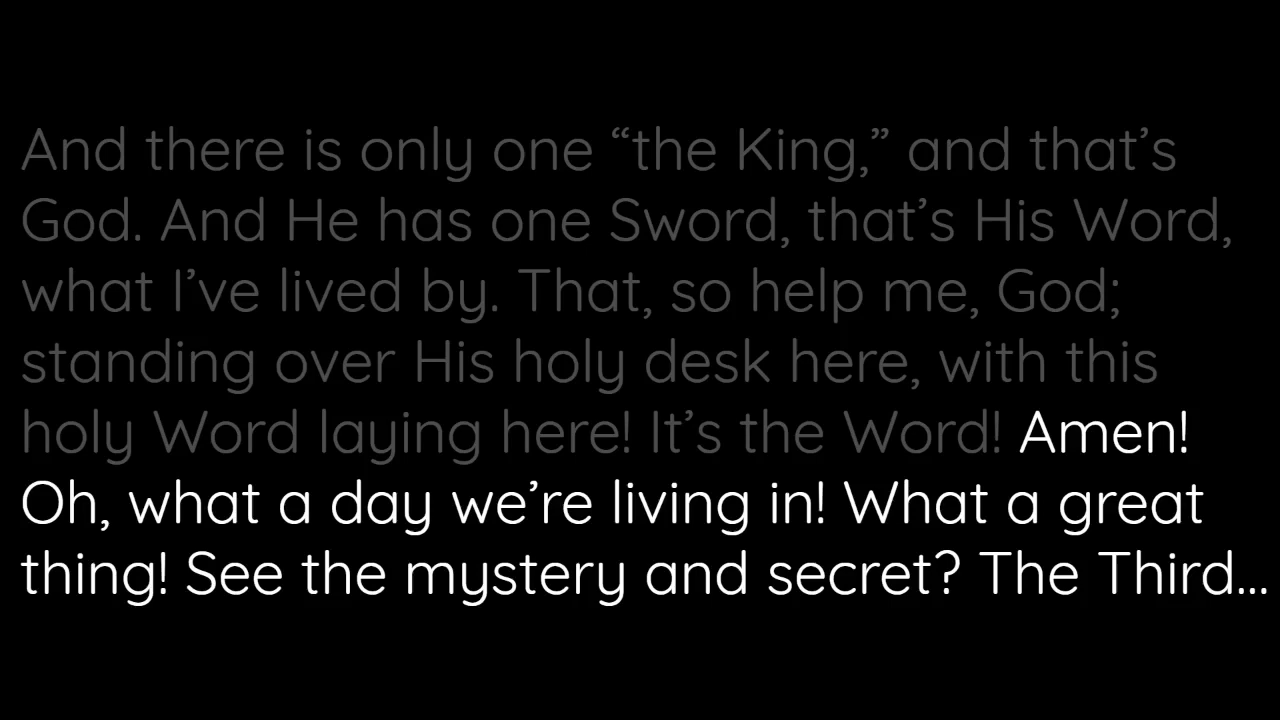 And there is only one “the King,” and that’s
God. And He has one Sword, that’s His Word,
what I’ve lived by. That, so help me, God;
standing over His holy desk here, with this
holy Word laying here! It’s the Word! Amen!
Oh, what a day we’re living in! What a great
thing! See the mystery and secret? The Third...